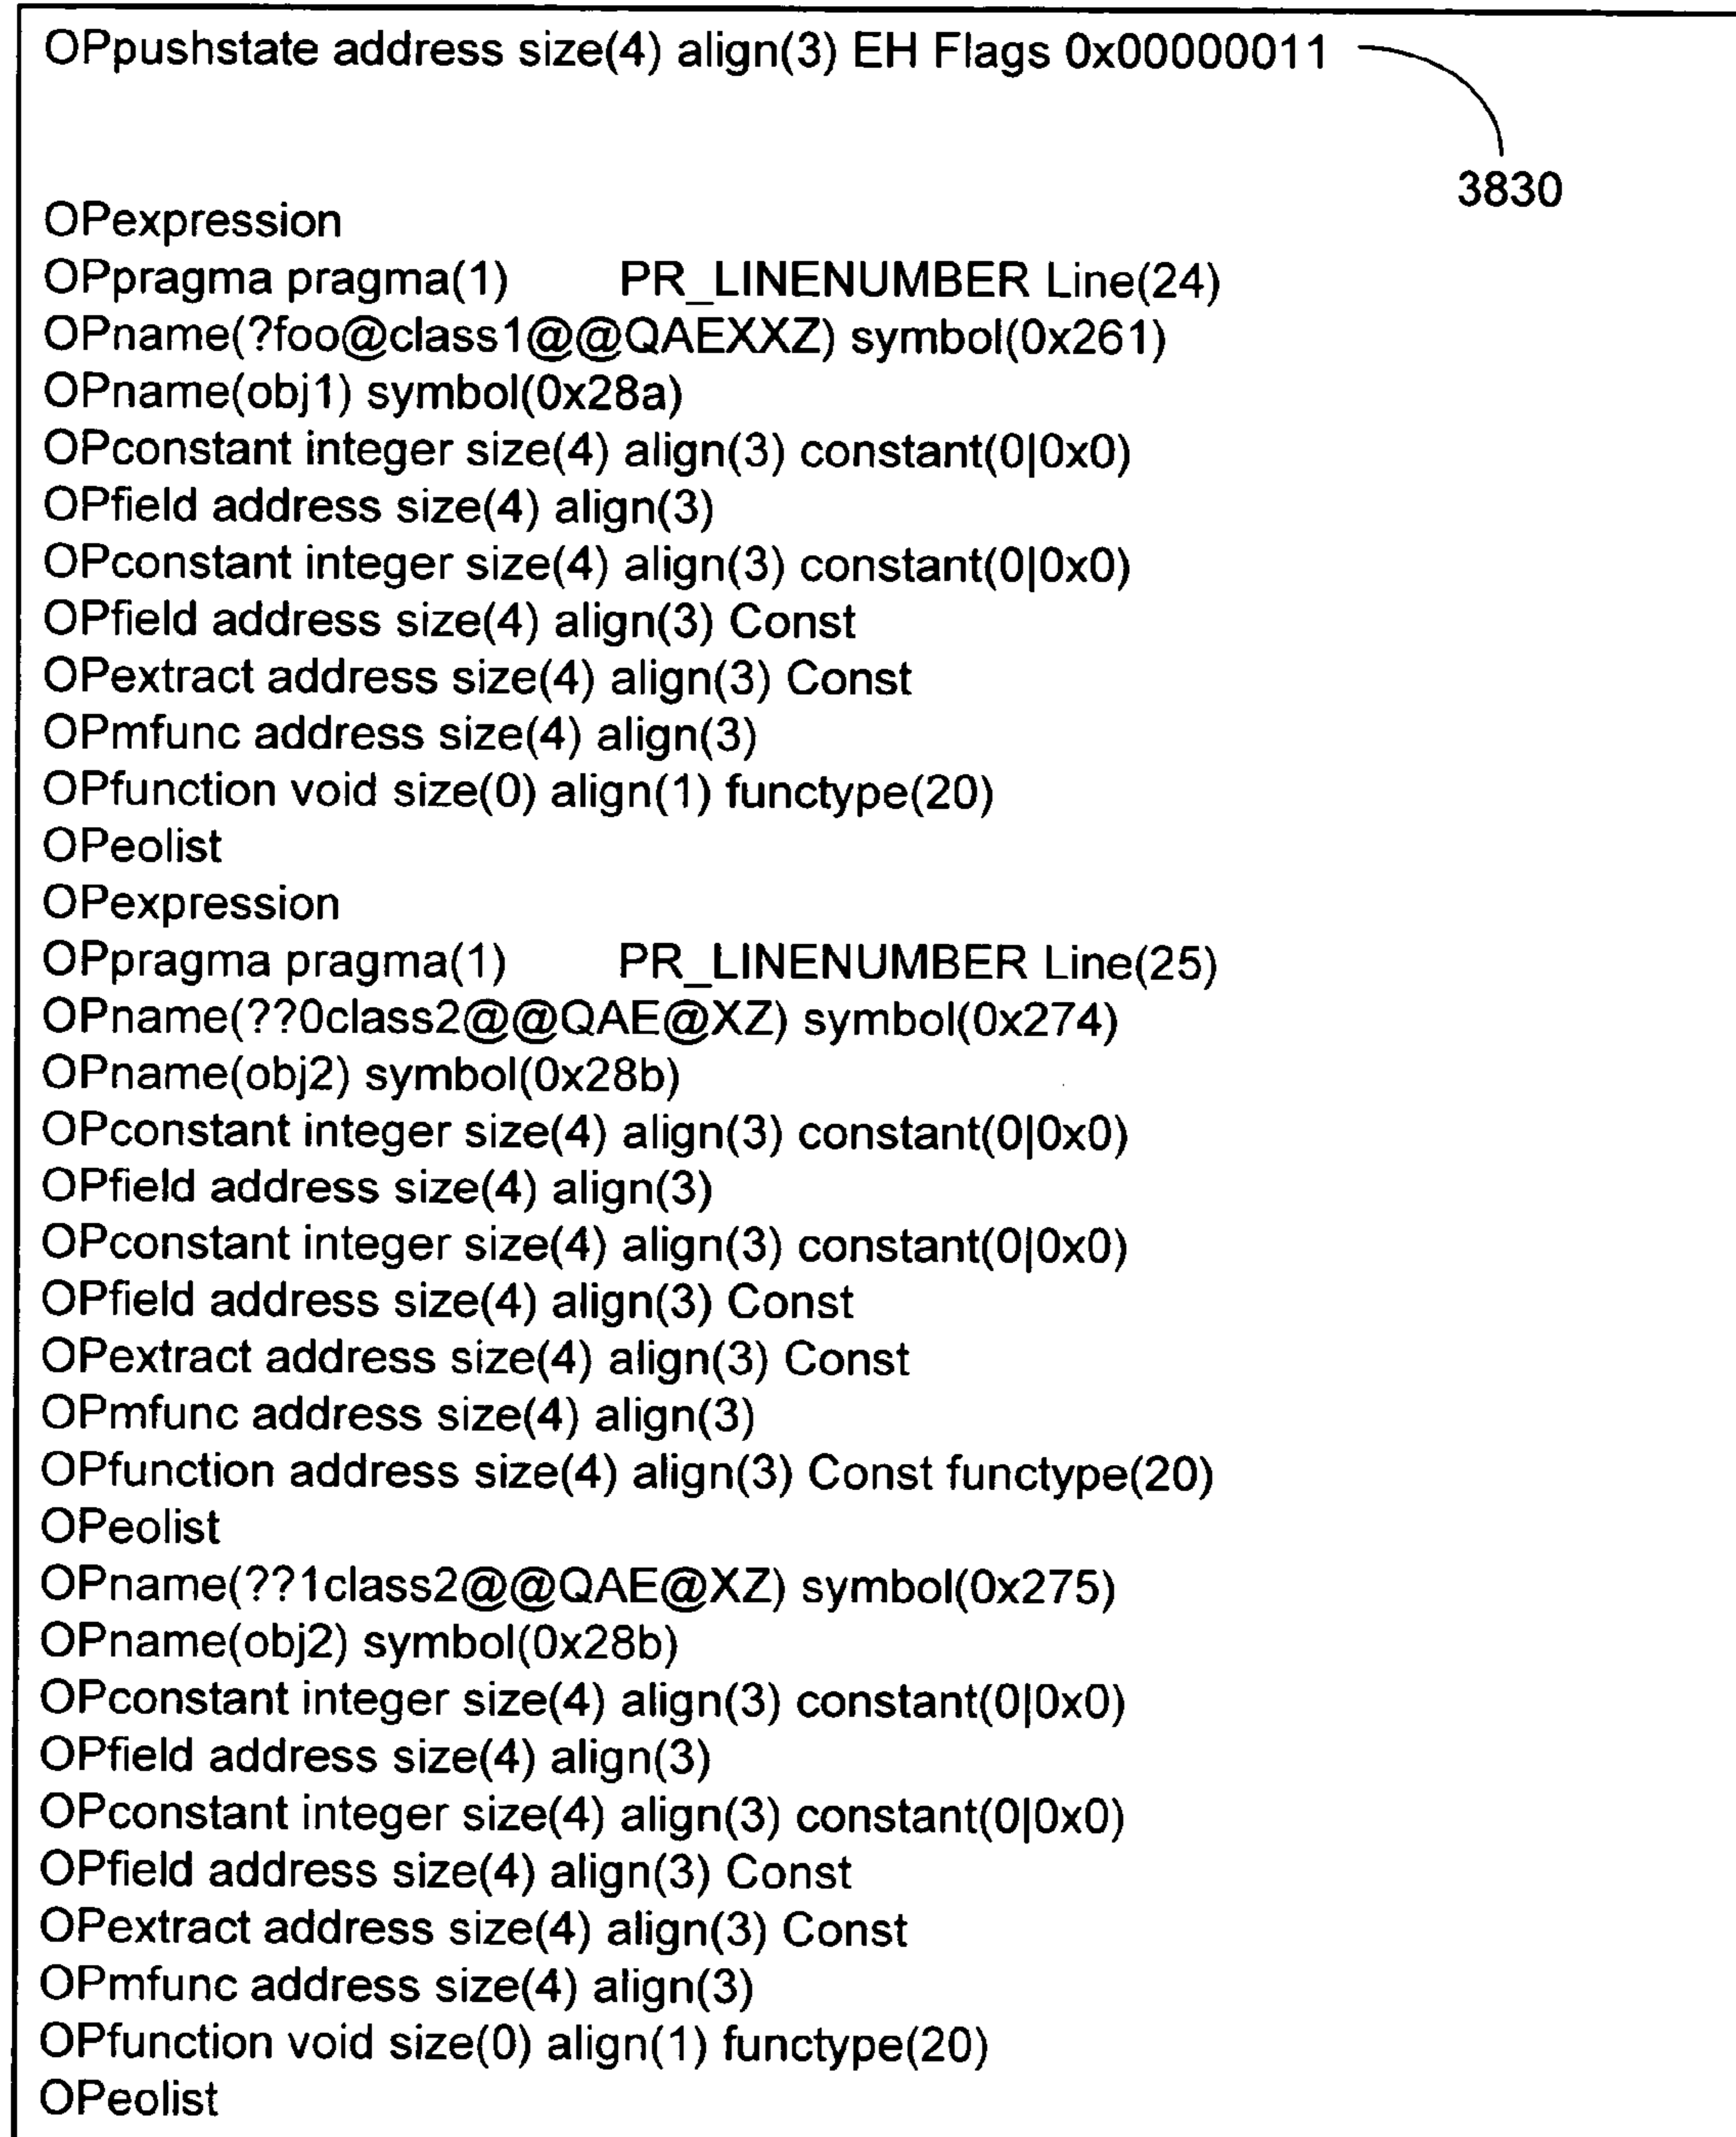 OPpushstate address size(4) align(3) EH Flags 0x00000011
3830
OPexpression
OPpragma pragma(1) PR_LINENUMBER Line(24)
OPname(?foo@class1@@QAEXXZ) symbol(0x261)
OPname(obj1) symbol(0x28a)
OPconstant integer size(4) align(3) constant(0|0x0)
OPfield address size(4) align(3)
OPconstant integer size(4) align(3) constant(0|0x0)
OPfield address size(4) align(3) Const
OPextract address size(4) align(3) Const
OPmfunc address size(4) align(3)
OPfunction void size(0) align(1) functype(20)
OPeolist
OPexpression
OPpragma pragma(1) PR_LINENUMBER Line(25)
OPname(??0class2@@QAE@XZ) symbol(0x274)
OPname(obj2) symbol(0x28b)
OPconstant integer size(4) align(3) constant(0|0x0)
OPfield address size(4) align(3)
OPconstant integer size(4) align(3) constant(0|0x0)
OPfield address size(4) align(3) Const
OPextract address size(4) align(3) Const
OPmfunc address size(4) align(3)
OPfunction address size(4) align(3) Const functype(20)
OPeolist
OPname(??1class2@@QAE@XZ) symbol(0x275)
OPname(obj2) symbol(0x28b)
OPconstant integer size(4) align(3) constant(0|0x0)
OPfield address size(4) align(3)
OPconstant integer size(4) align(3) constant(0|0x0)
OPfield address size(4) align(3) Const
OPextract address size(4) align(3) Const
OPmfunc address size(4) align(3)
OPfunction void size(0) align(1) functype(20)
OPeolist